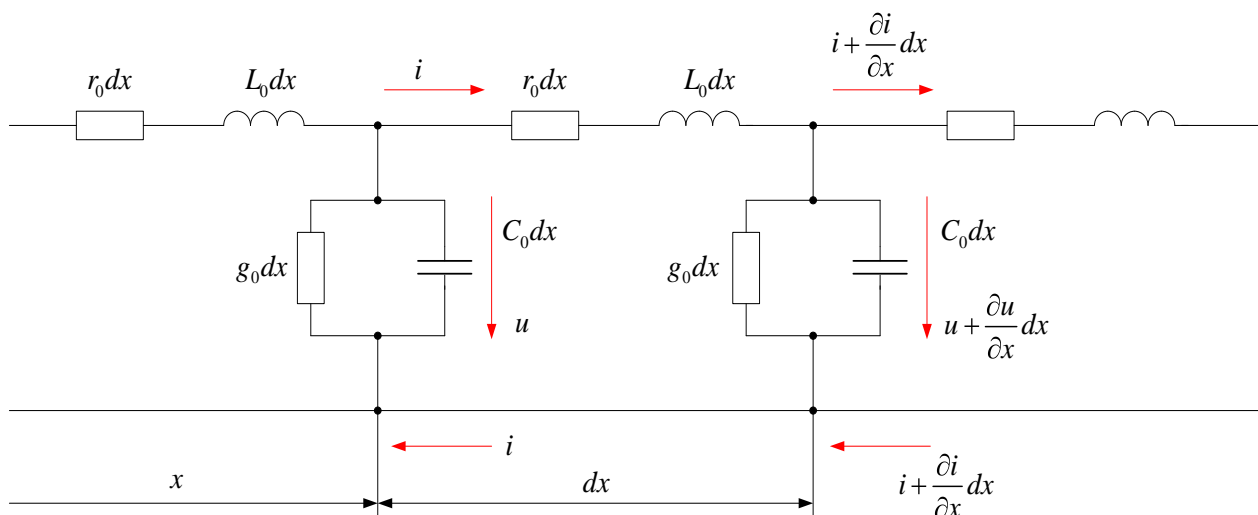 i + ∂i/∂x dx
r₀dx L₀dx i r₀dx L₀dx
C₀dx C₀dx
g₀dx g₀dx
u u + ∂u/∂x dx
i i + ∂i/∂x dx
x dx